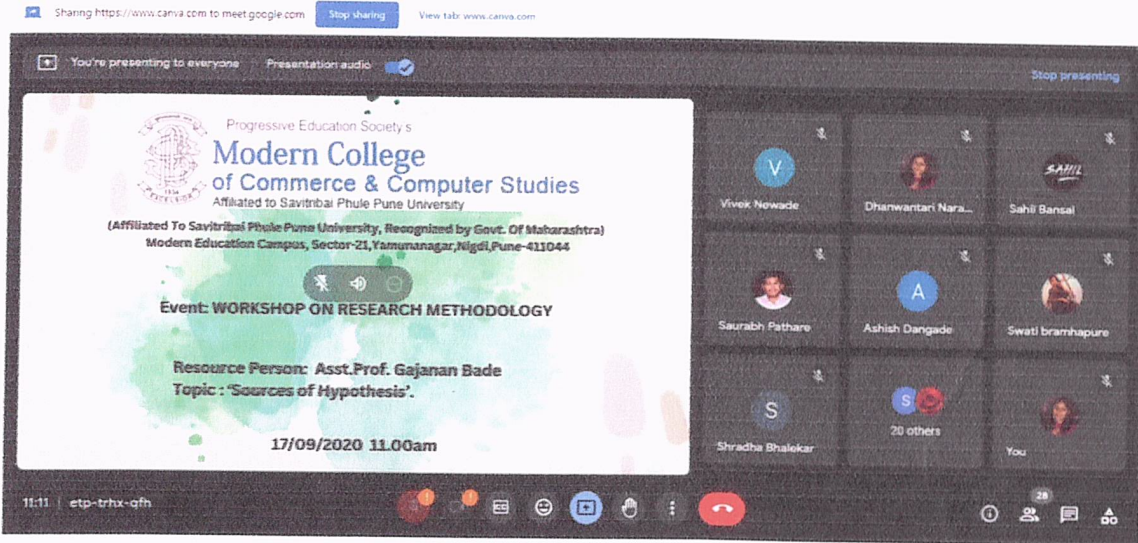 Sharing https://www.canva.com to meet.google.com
Stop sharing
View tab: www.canva.com
You're presenting to everyone
Presentation audio
Stop presenting
Progressive Education Society's
Modern College
of Commerce & Computer Studies
Affiliated to Savitribai Phule Pune University
(Affiliated To Savitribai Phule Pune University, Recognized by Govt. Of Maharashtra)
Modern Education Campus, Sector-21,Yamunanagar,Nigdi,Pune-411044
Event: WORKSHOP ON RESEARCH METHODOLOGY
Resource Person: Asst.Prof. Gajanan Bade
Topic : 'Sources of Hypothesis'.
17/09/2020 11.00am
V
Vivek Newade
Dhanwantari Nara...
SAHIL
Sahil Bansal
Saurabh Pathare
A
Ashish Dangade
Swati bramhapure
S
Shradha Bhalekar
S
20 others
You
11:11 | etp-trhx-qfh
CC
28